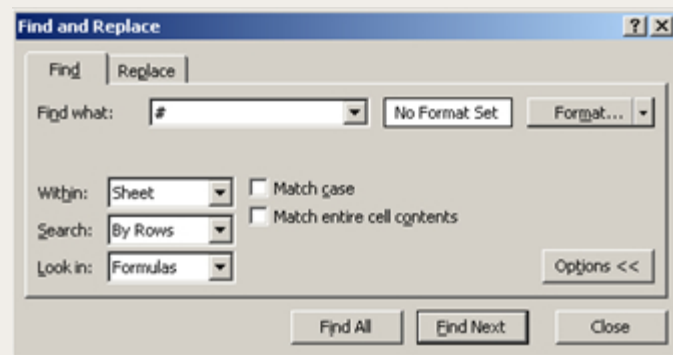 Find and Replace
Find Replace
Find what: # No Format Set Format...
Within: Sheet Match case
Match entire cell contents
Search: By Rows
Look in: Formulas Options <<
Find All Find Next Close